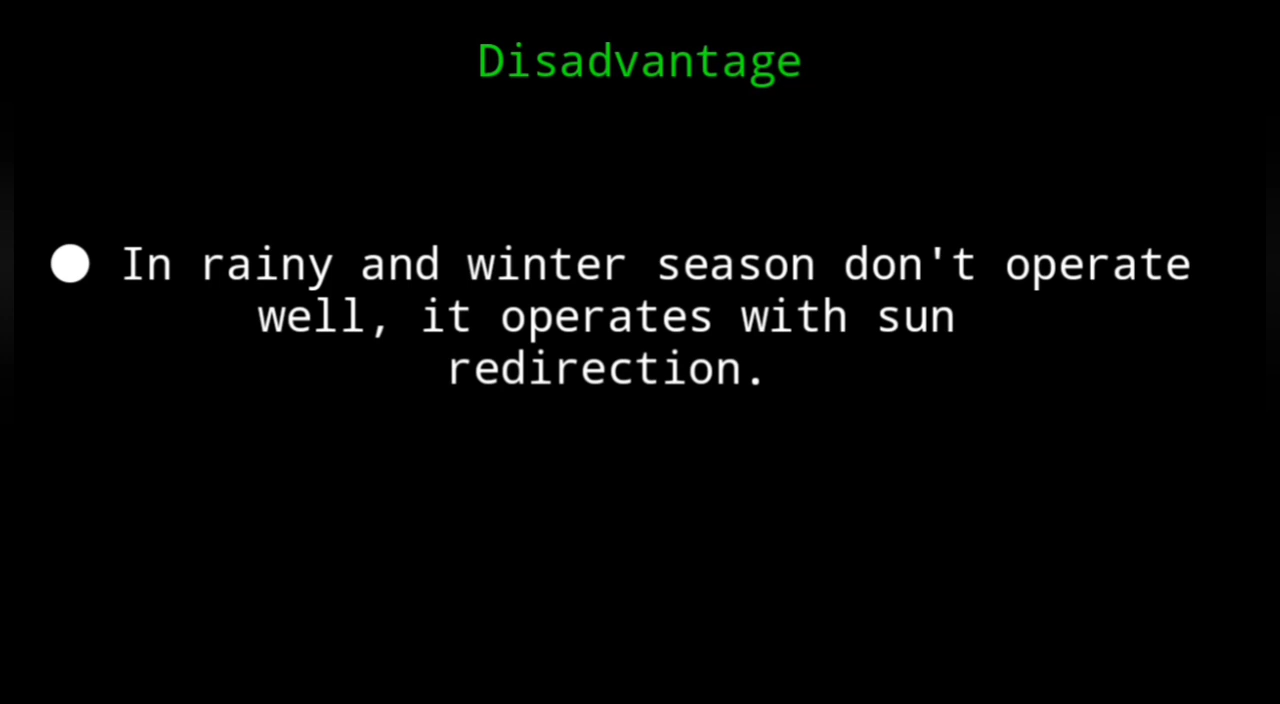 Disadvantage
● In rainy and winter season don't operate
well, it operates with sun
redirection.